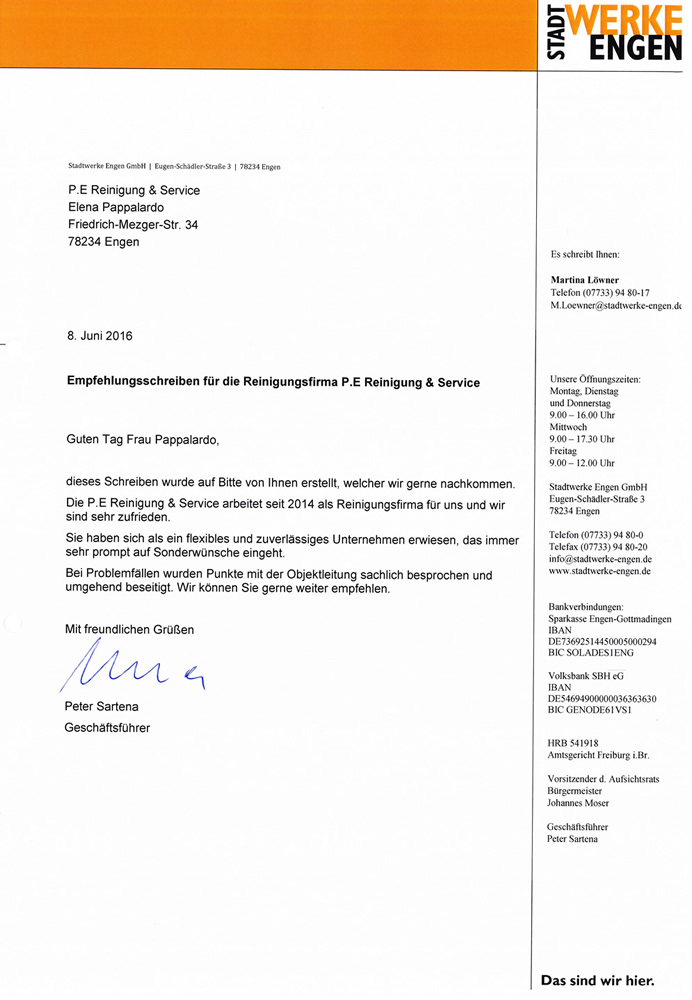 STADT
WERKE
ENGEN
Stadtwerke Engen GmbH | Eugen-Schädler-Straße 3 | 78234 Engen
P.E Reinigung & Service
Elena Pappalardo
Friedrich-Mezger-Str. 34
78234 Engen
8. Juni 2016
Empfehlungsschreiben für die Reinigungsfirma P.E Reinigung & Service
Guten Tag Frau Pappalardo,
dieses Schreiben wurde auf Bitte von Ihnen erstellt, welcher wir gerne nachkommen.
Die P.E Reinigung & Service arbeitet seit 2014 als Reinigungsfirma für uns und wir
sind sehr zufrieden.
Sie haben sich als ein flexibles und zuverlässiges Unternehmen erwiesen, das immer
sehr prompt auf Sonderwünsche eingeht.
Bei Problemfällen wurden Punkte mit der Objektleitung sachlich besprochen und
umgehend beseitigt. Wir können Sie gerne weiter empfehlen.
Mit freundlichen Grüßen
Peter Sartena
Geschäftsführer
Es schreibt Ihnen:
Martina Löwner
Telefon (07733) 94 80-17
M.Loewner@stadtwerke-engen.de
Unsere Öffnungszeiten:
Montag, Dienstag
und Donnerstag
9.00 – 16.00 Uhr
Mittwoch
9.00 – 17.30 Uhr
Freitag
9.00 – 12.00 Uhr
Stadtwerke Engen GmbH
Eugen-Schädler-Straße 3
78234 Engen
Telefon (07733) 94 80-0
Telefax (07733) 94 80-20
info@stadtwerke-engen.de
www.stadtwerke-engen.de
Bankverbindungen:
Sparkasse Engen-Gottmadingen
IBAN
DE73692514450005000294
BIC SOLADES1ENG
Volksbank SBH eG
IBAN
DE54694900000036363630
BIC GENODE61VS1
HRB 541918
Amtsgericht Freiburg i.Br.
Vorsitzender d. Aufsichtsrats
Bürgermeister
Johannes Moser
Geschäftsführer
Peter Sartena
Das sind wir hier.